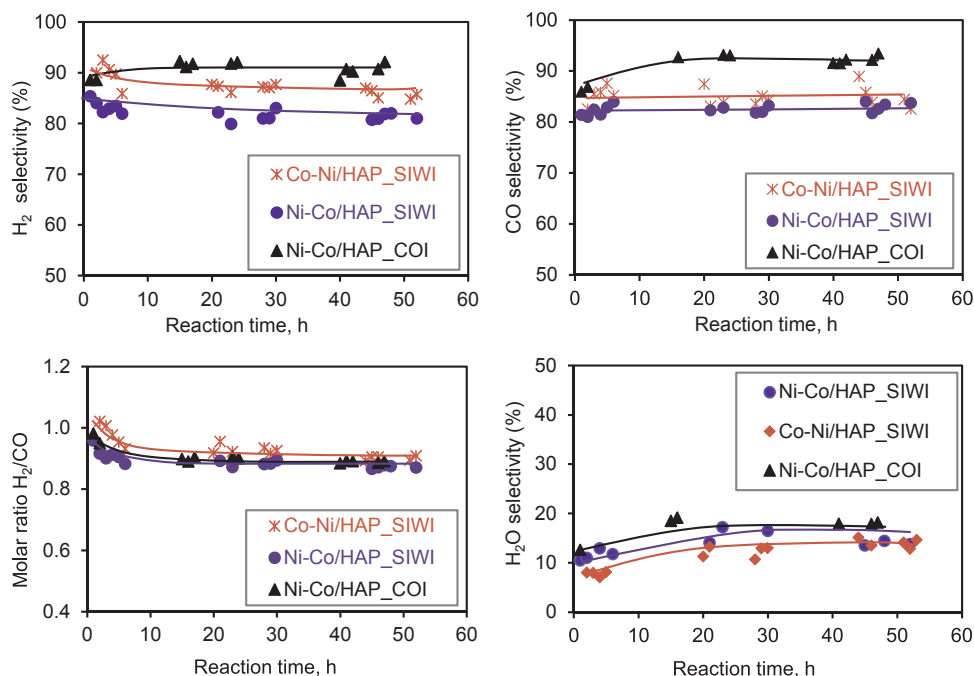 H₂ selectivity (%)
100
90
80
70
60
50
Co-Ni/HAP_SIWI
Ni-Co/HAP_SIWI
Ni-Co/HAP_COI
0 10 20 30 40 50 60
Reaction time, h
CO selectivity (%)
100
90
80
70
60
50
Co-Ni/HAP_SIWI
Ni-Co/HAP_SIWI
Ni-Co/HAP_COI
0 10 20 30 40 50 60
Reaction time, h
Molar ratio H₂/CO
1.2
1.0
0.8
0.6
0.4
Co-Ni/HAP_SIWI
Ni-Co/HAP_SIWI
Ni-Co/HAP_COI
0 10 20 30 40 50 60
Reaction time, h
H₂O selectivity (%)
50
40
30
20
10
0
Ni-Co/HAP_SIWI
Co-Ni/HAP_SIWI
Ni-Co/HAP_COI
0 10 20 30 40 50 60
Reaction time, h